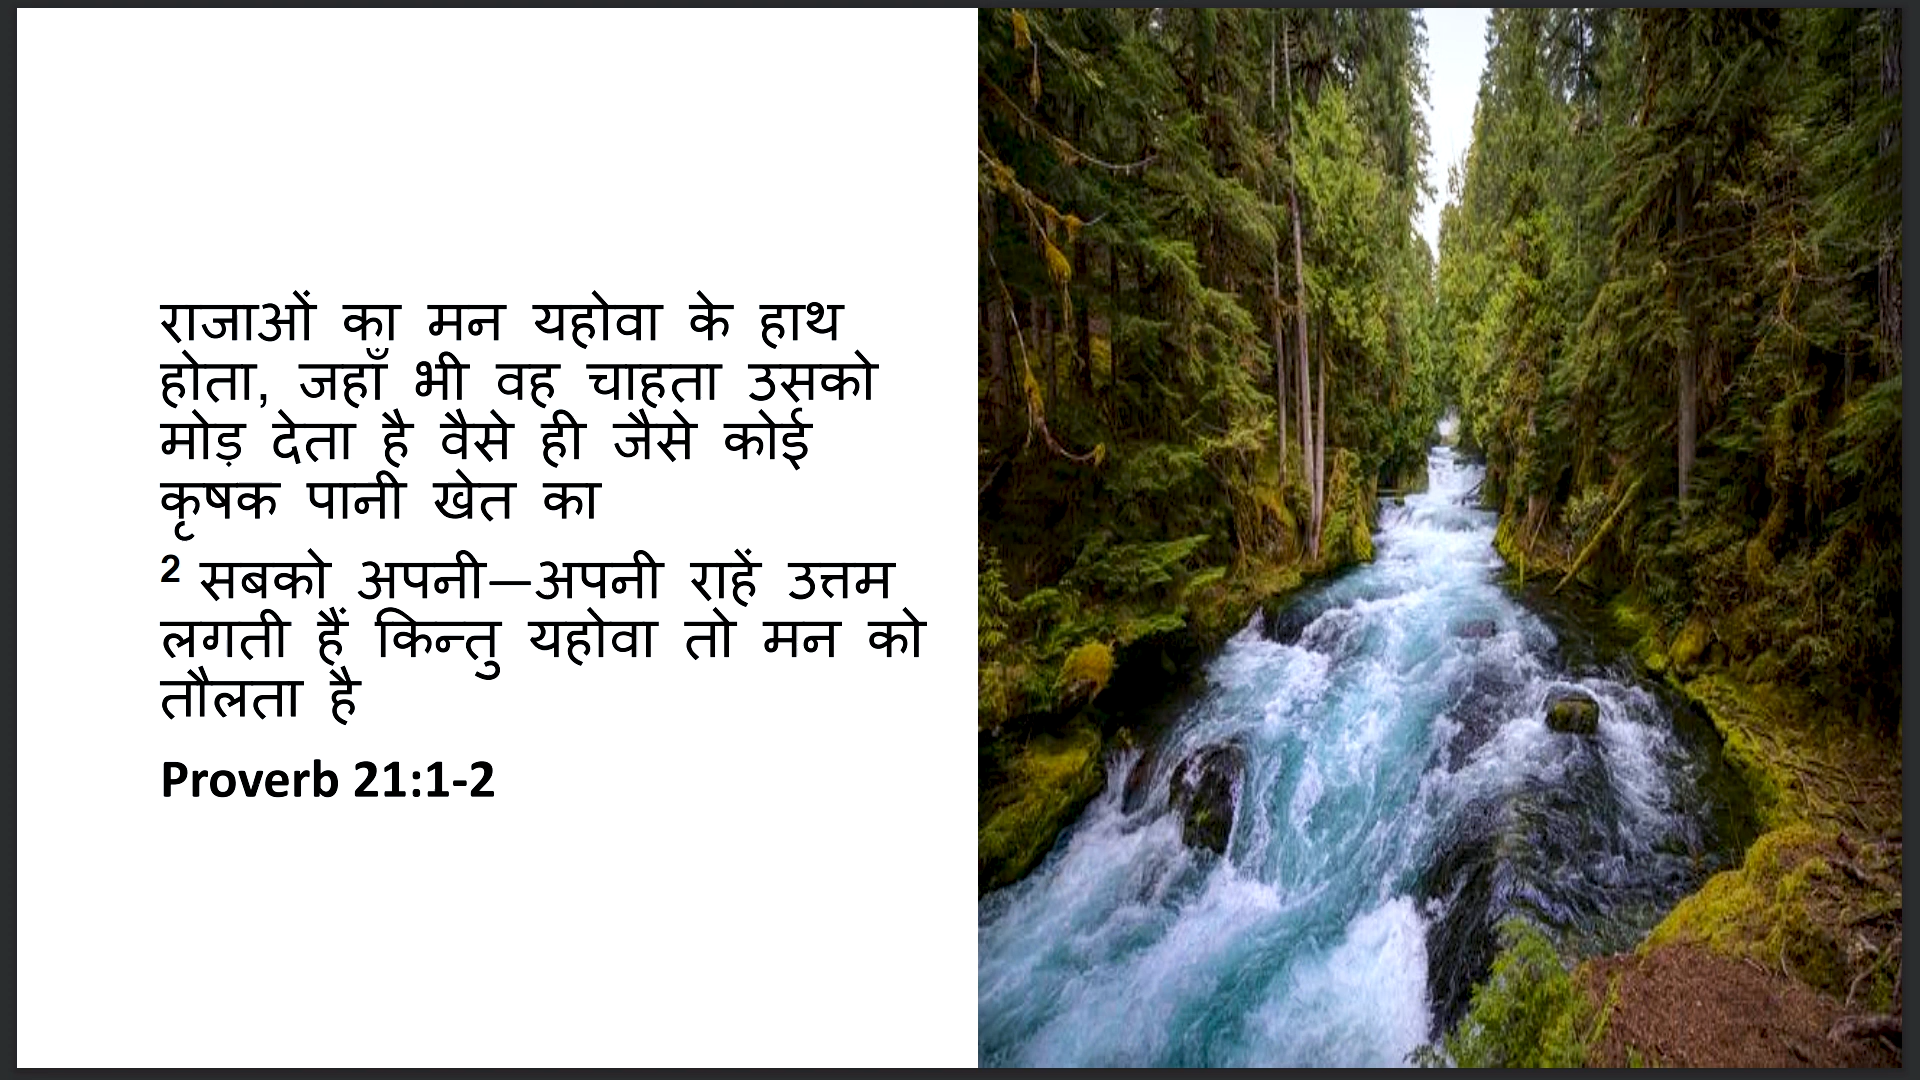 राजाओं का मन यहोवा के हाथ
होता, जहाँ भी वह चाहता उसको
मोड़ देता है वैसे ही जैसे कोई
कृषक पानी खेत का
2 सबको अपनी—अपनी राहें उत्तम
लगती हैं किन्तु यहोवा तो मन को
तौलता है
Proverb 21:1-2